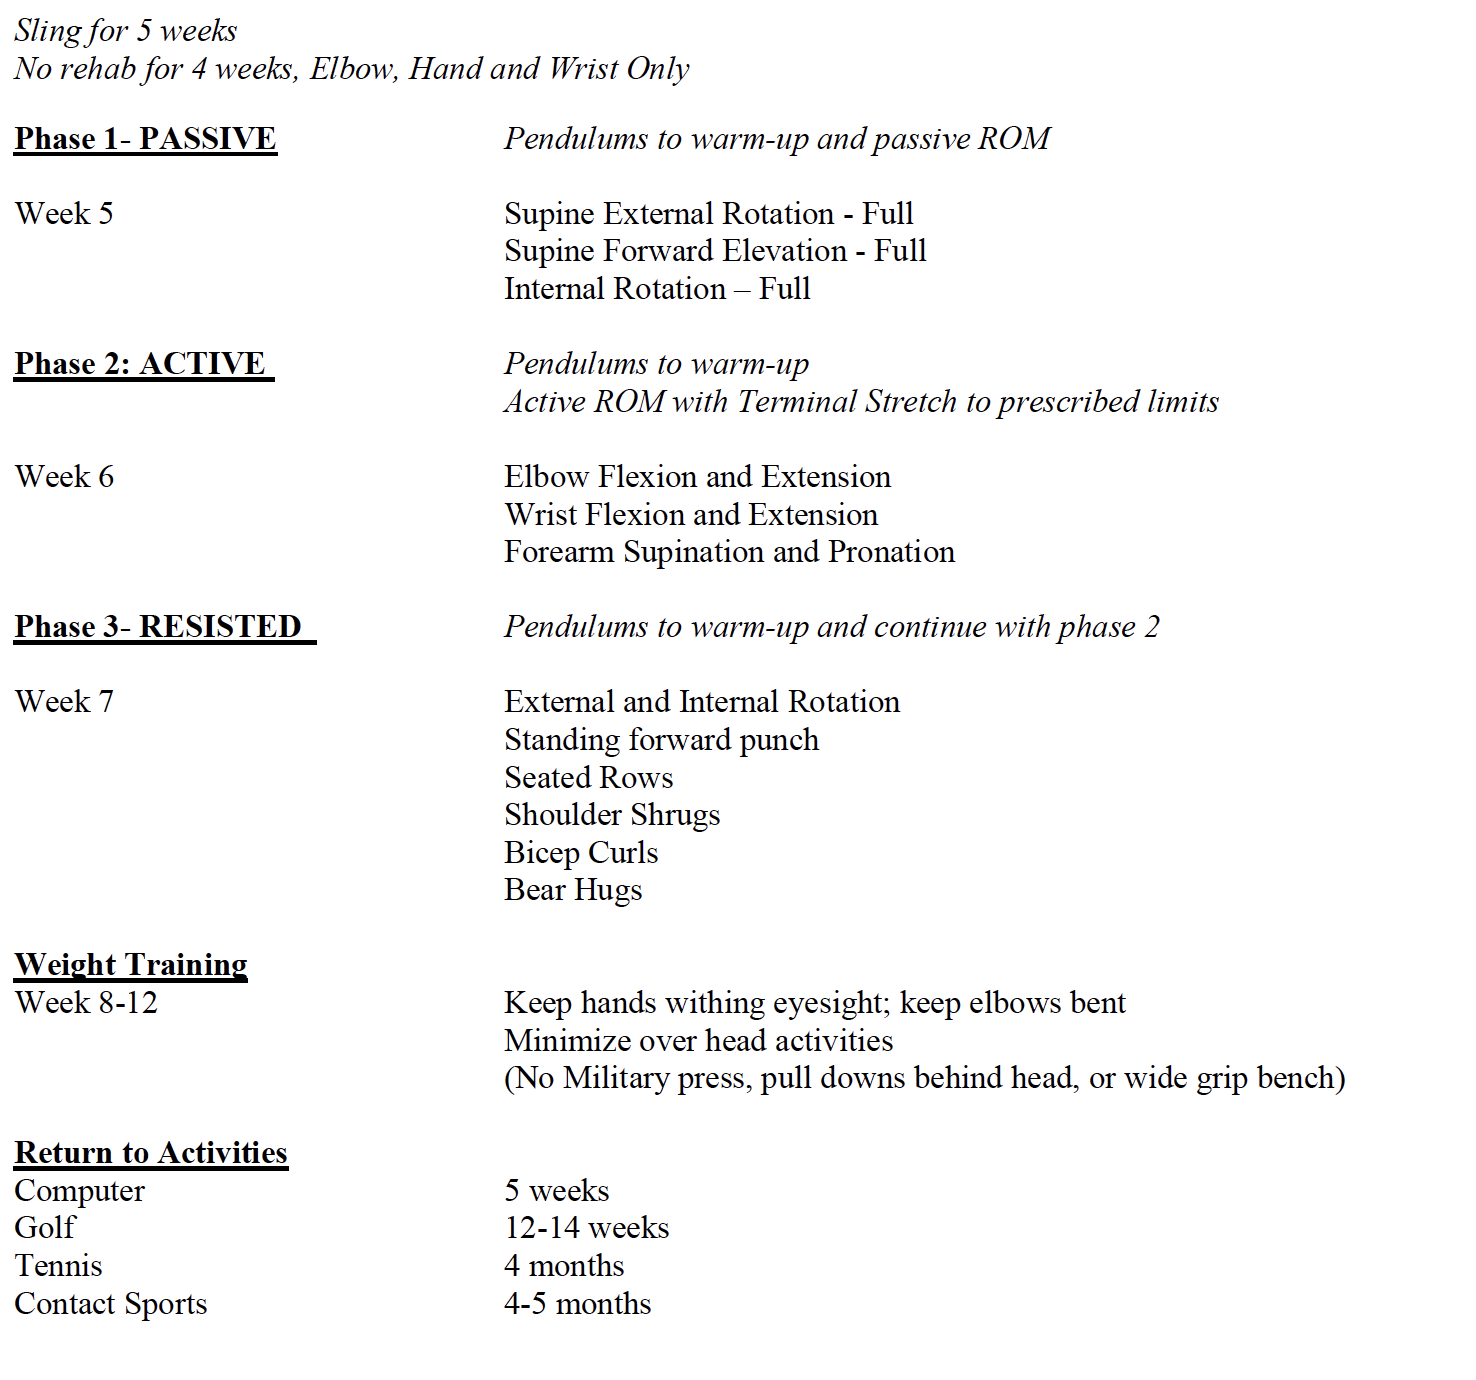 Sling for 5 weeks
No rehab for 4 weeks, Elbow, Hand and Wrist Only
Phase 1- PASSIVE Pendulums to warm-up and passive ROM
Week 5 Supine External Rotation - Full
Supine Forward Elevation - Full
Internal Rotation – Full
Phase 2: ACTIVE Pendulums to warm-up
Active ROM with Terminal Stretch to prescribed limits
Week 6 Elbow Flexion and Extension
Wrist Flexion and Extension
Forearm Supination and Pronation
Phase 3- RESISTED Pendulums to warm-up and continue with phase 2
Week 7 External and Internal Rotation
Standing forward punch
Seated Rows
Shoulder Shrugs
Bicep Curls
Bear Hugs
Weight Training
Week 8-12 Keep hands withing eyesight; keep elbows bent
Minimize over head activities
(No Military press, pull downs behind head, or wide grip bench)
Return to Activities
Computer 5 weeks
Golf 12-14 weeks
Tennis 4 months
Contact Sports 4-5 months